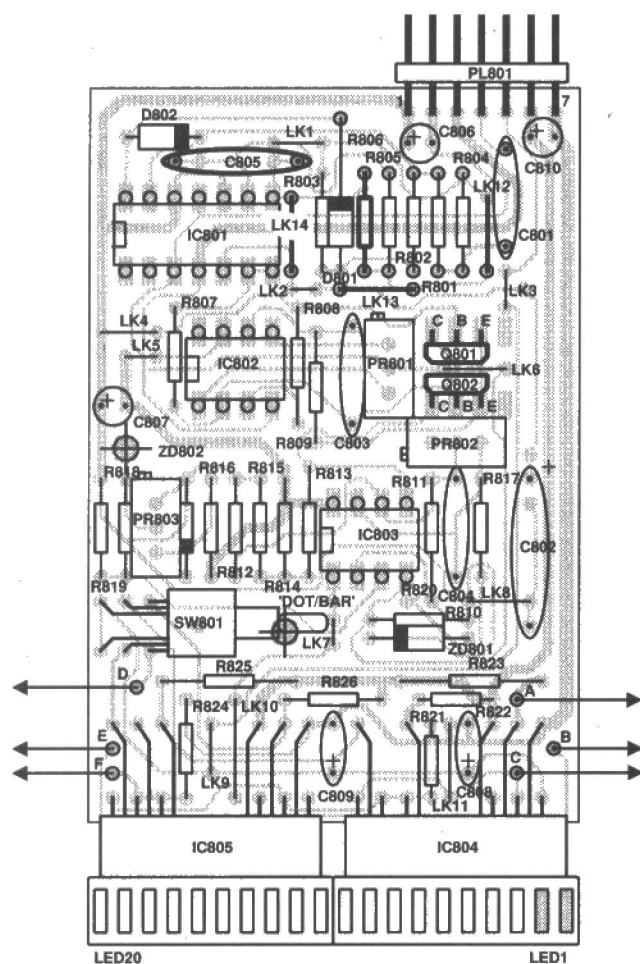 PL801
1 7
D802
C806
LK1
R806
R805
R804
C810
C805
R803
LK12
LK14
IC801
C801
R802
D801
R801
LK2
LK13
LK3
R807
R808
LK4
C B E
LK5
IC802
PR801
Q801
LK6
Q802
C B E
C807
R809
C803
PR802
ZD802
R818
R816
R815
R813
R811
R817
PR803
IC803
C802
R819
R812
R814
R820
C804
LK8
'DOT/BAR'
R810
SW801
LK7
ZD801
R825
R823
D
R826
A
R824
LK10
R821
R822
E
B
F
LK9
C
C809
LK11
C808
IC805
IC804
LED20
LED1